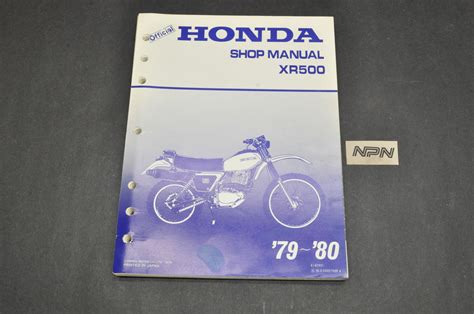 Official HONDA
SHOP MANUAL
XR500
NPN
'79~'80